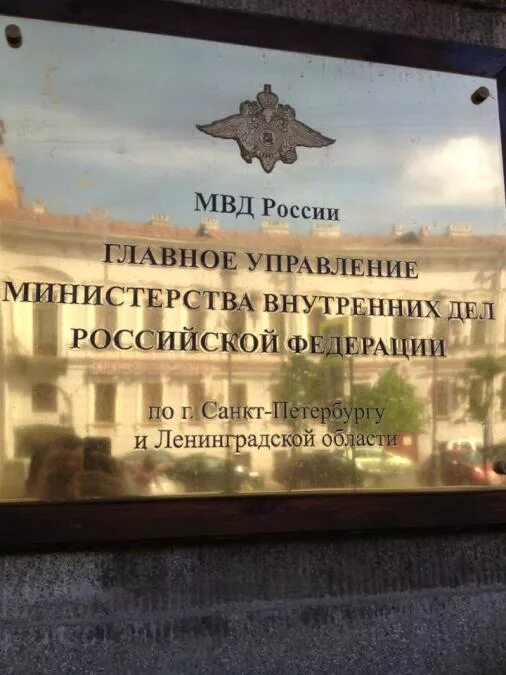 МВД России
ГЛАВНОЕ УПРАВЛЕНИЕ
МИНИСТЕРСТВА ВНУТРЕННИХ ДЕЛ
РОССИЙСКОЙ ФЕДЕРАЦИИ
по г. Санкт-Петербургу
и Ленинградской области